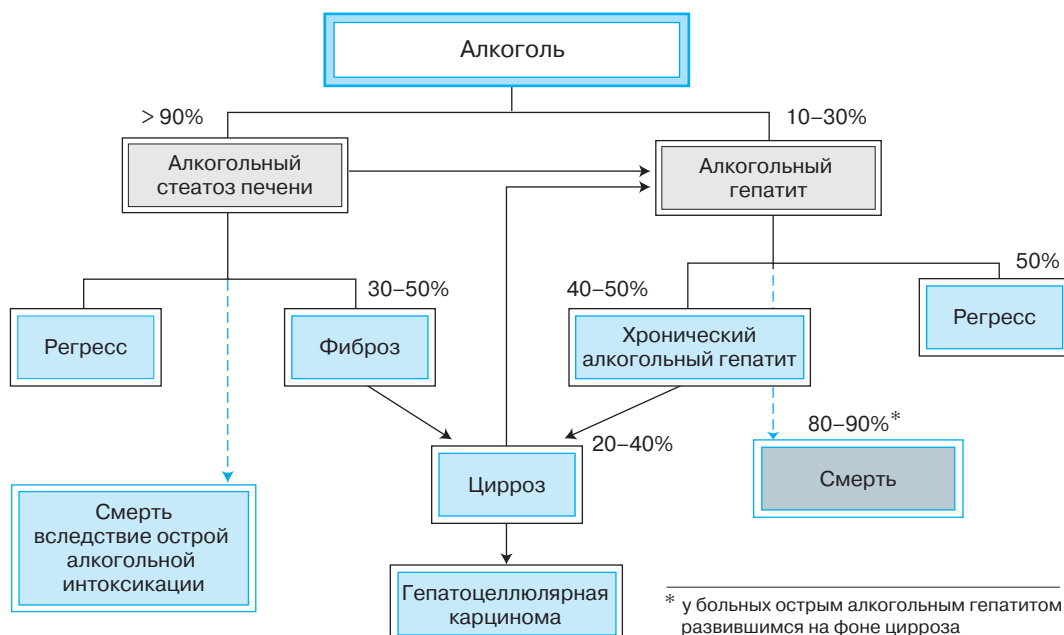 Алкоголь
> 90%
10–30%
Алкогольный
стеатоз печени
Алкогольный
гепатит
30–50%
40–50%
50%
Регресс
Фиброз
Хронический
алкогольный гепатит
Регресс
20–40%
80–90%*
Цирроз
Смерть
Смерть
вследствие острой
алкогольной
интоксикации
Гепатоцеллюлярная
карцинома
* у больных острым алкогольным гепатитом
развившимся на фоне цирроза